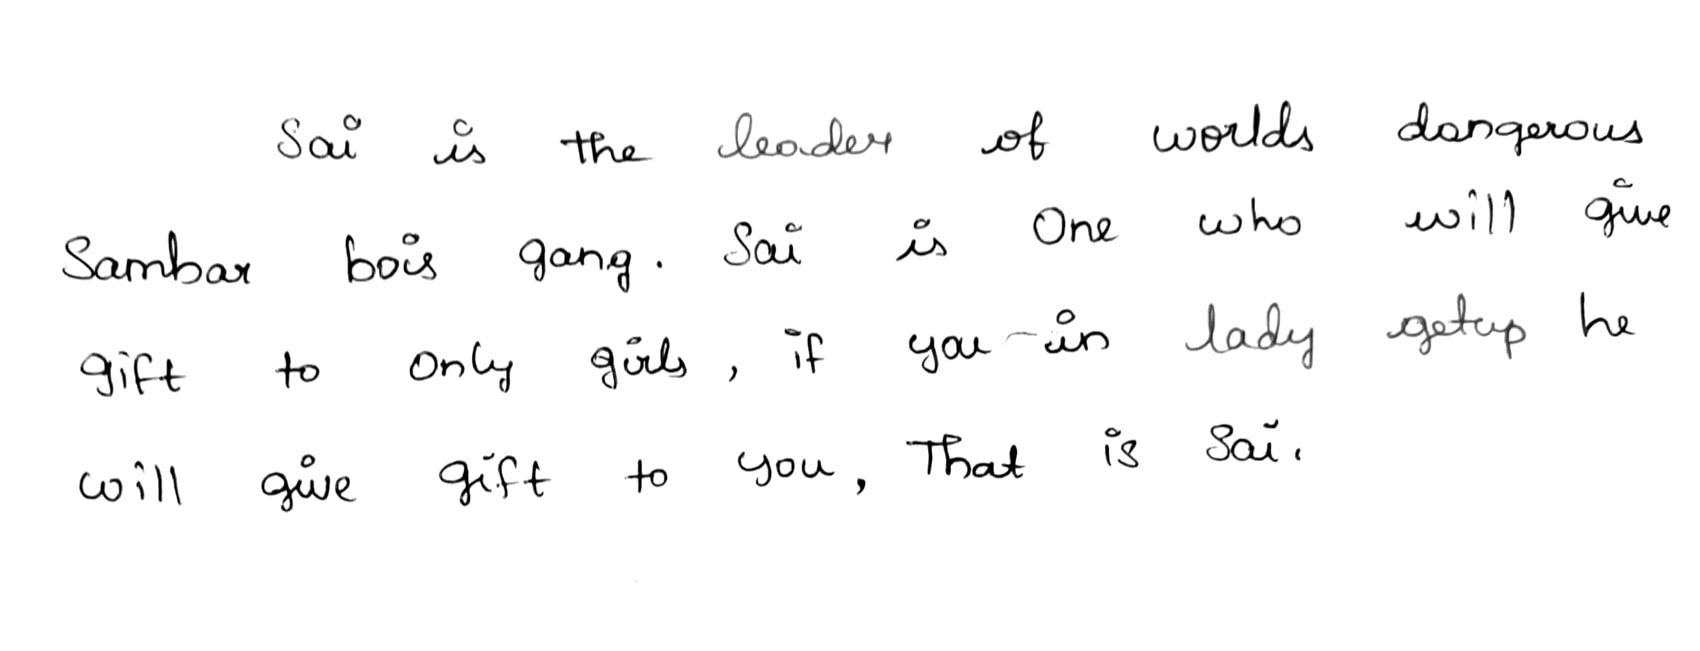 Sai is the leader of worlds dangerous
Sambar bois gang. Sai is One who will give
gift to only girls, if you in lady getup he
will give gift to you, That is Sai.